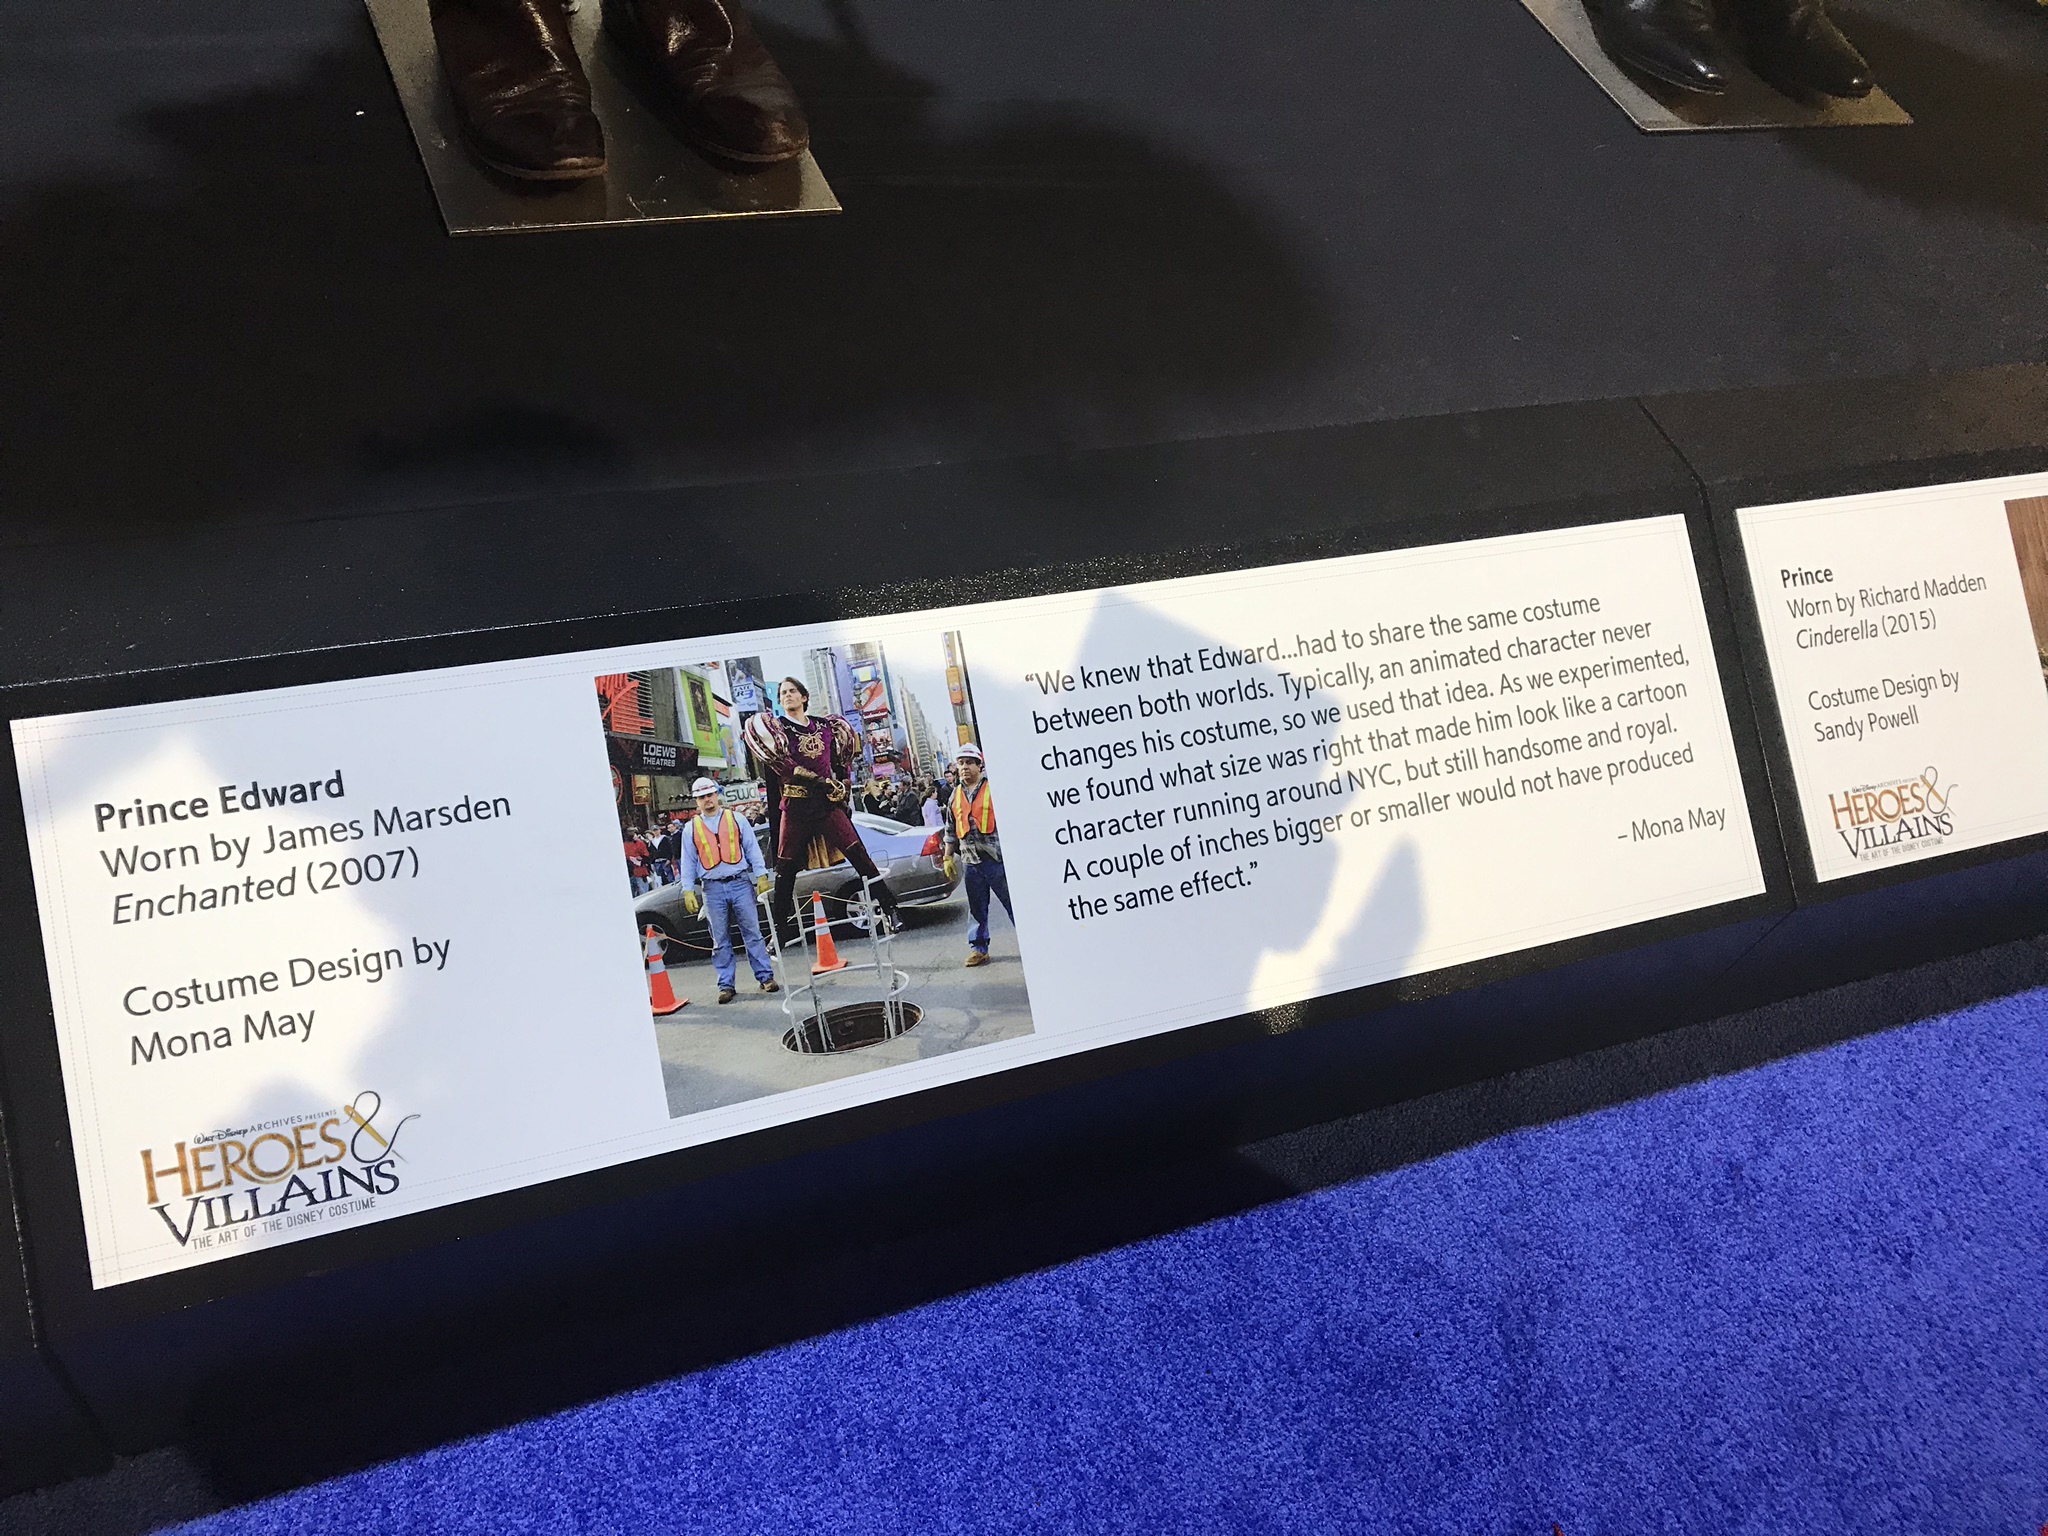 Prince Edward
Worn by James Marsden
Enchanted (2007)
Costume Design by
Mona May
Walt Disney ARCHIVES PRESENTS
HEROES &
VILLAINS
THE ART OF THE DISNEY COSTUME
LOEWS
THEATRES
“We knew that Edward...had to share the same costume
between both worlds. Typically, an animated character never
changes his costume, so we used that idea. As we experimented,
we found what size was right that made him look like a cartoon
character running around NYC, but still handsome and royal.
A couple of inches bigger or smaller would not have produced
the same effect.”
– Mona May
Prince
Worn by Richard Madden
Cinderella (2015)
Costume Design by
Sandy Powell
Walt Disney ARCHIVES PRESENTS
HEROES &
VILLAINS
THE ART OF THE DISNEY COSTUME